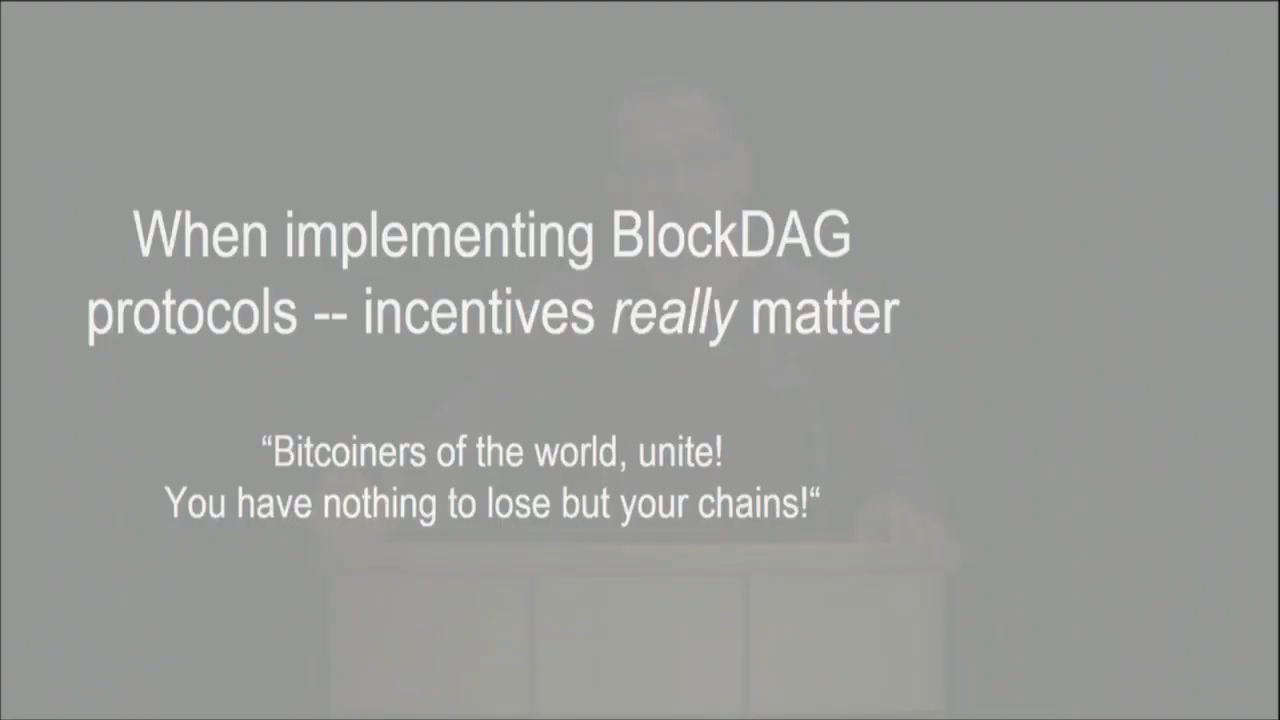 When implementing BlockDAG
protocols -- incentives really matter
“Bitcoiners of the world, unite!
You have nothing to lose but your chains!“